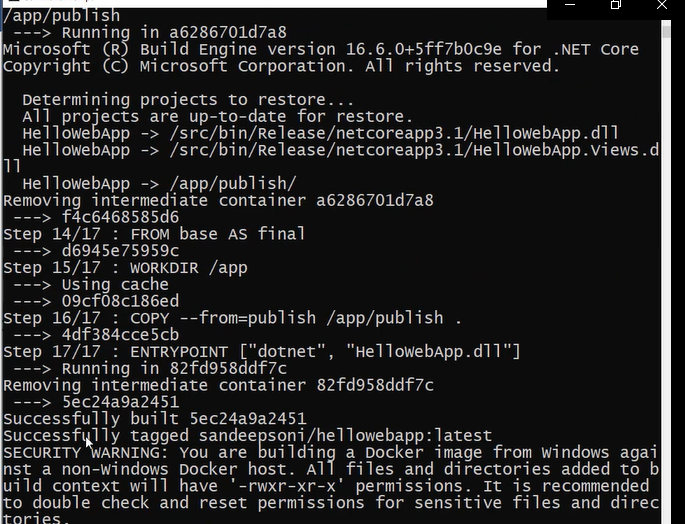 /app/publish
 ---> Running in a6286701d7a8
Microsoft (R) Build Engine version 16.6.0+5ff7b0c9e for .NET Core
Copyright (C) Microsoft Corporation. All rights reserved.
  Determining projects to restore...
  All projects are up-to-date for restore.
  HelloWebApp -> /src/bin/Release/netcoreapp3.1/HelloWebApp.dll
  HelloWebApp -> /src/bin/Release/netcoreapp3.1/HelloWebApp.Views.d
ll
  HelloWebApp -> /app/publish/
Removing intermediate container a6286701d7a8
 ---> f4c6468585d6
Step 14/17 : FROM base AS final
 ---> d6945e75959c
Step 15/17 : WORKDIR /app
 ---> Using cache
 ---> 09cf08c186ed
Step 16/17 : COPY --from=publish /app/publish .
 ---> 4df384cce5cb
Step 17/17 : ENTRYPOINT ["dotnet", "HelloWebApp.dll"]
 ---> Running in 82fd958ddf7c
Removing intermediate container 82fd958ddf7c
 ---> 5ec24a9a2451
Successfully built 5ec24a9a2451
Successfully tagged sandeepsoni/hellowebapp:latest
SECURITY WARNING: You are building a Docker image from Windows agai
nst a non-Windows Docker host. All files and directories added to b
uild context will have '-rwxr-xr-x' permissions. It is recommended
to double check and reset permissions for sensitive files and direc
tories.